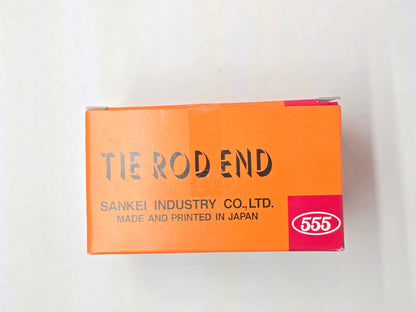 TIE ROD END
SANKEI INDUSTRY CO.,LTD.
MADE AND PRINTED IN JAPAN
555